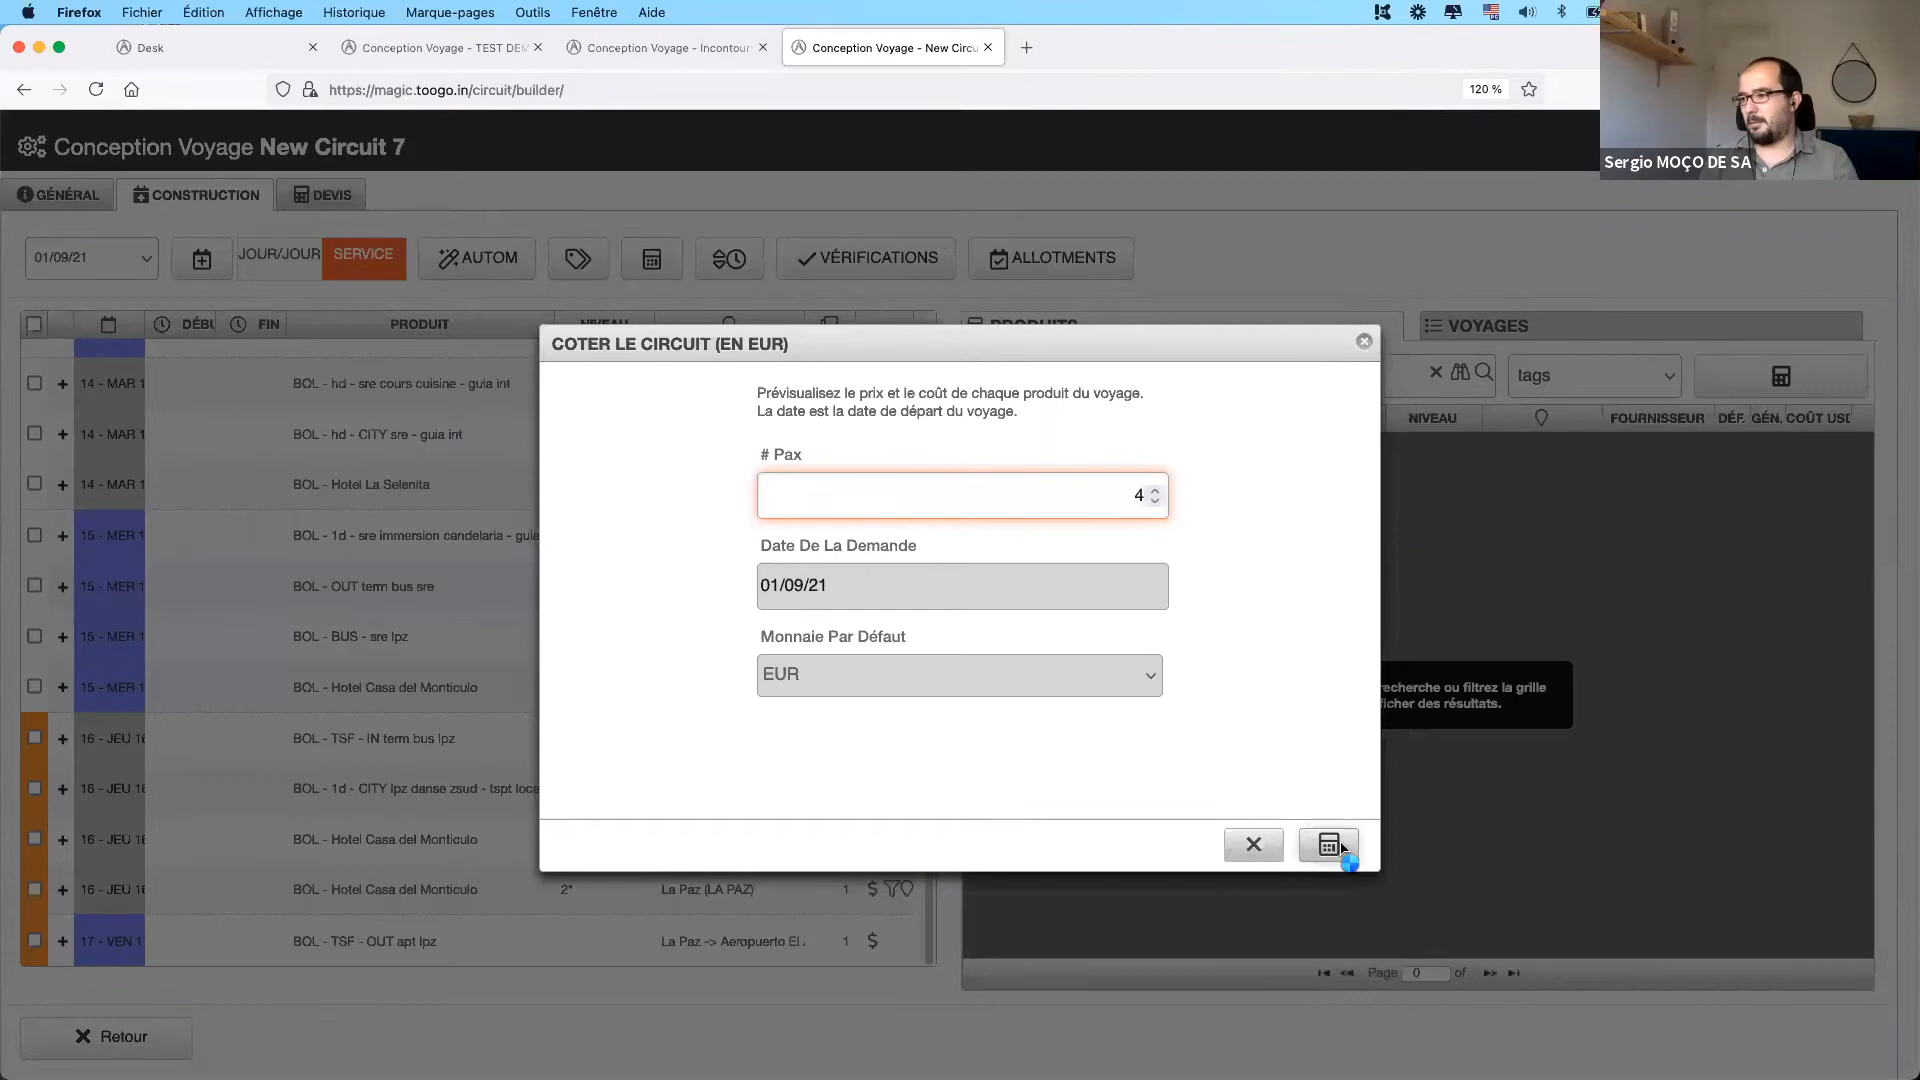 Firefox Fichier Édition Affichage Historique Marque-pages Outils Fenêtre Aide
Desk
Conception Voyage - TEST DEM
Conception Voyage - Incontour
Conception Voyage - New Circu
https://magic.toogo.in/circuit/builder/
120 %
Sergio MOÇO DE SA
Conception Voyage New Circuit 7
GÉNÉRAL
CONSTRUCTION
DEVIS
01/09/21
JOUR/JOUR
SERVICE
AUTOM
VÉRIFICATIONS
ALLOTMENTS
DÉBU FIN PRODUIT NIVEAU
14 - MAR 1 BOL - hd - sre cours cuisine - guia int
14 - MAR 1 BOL - hd - CITY sre - guia int
14 - MAR 1 BOL - Hotel La Selenita
15 - MER 1 BOL - 1d - sre immersion candelaria - guia
15 - MER 1 BOL - OUT term bus sre
15 - MER 1 BOL - BUS - sre lpz
15 - MER 1 BOL - Hotel Casa del Monticulo
16 - JEU 16 BOL - TSF - IN term bus lpz
16 - JEU 16 BOL - 1d - CITY lpz danse zsud - tspt loca
16 - JEU 16 BOL - Hotel Casa del Monticulo
16 - JEU 16 BOL - Hotel Casa del Monticulo 2* La Paz (LA PAZ) 1 $
17 - VEN 17 BOL - TSF - OUT apt lpz La Paz -> Aeropuerto El 1 $
COTER LE CIRCUIT (EN EUR)
Prévisualisez le prix et le coût de chaque produit du voyage.
La date est la date de départ du voyage.
# Pax
4
Date De La Demande
01/09/21
Monnaie Par Défaut
EUR
PRODUITS
VOYAGES
tags
NIVEAU FOURNISSEUR DÉF. GÉN. COÛT USD
recherche ou filtrez la grille
ficher des résultats.
Page 0 of
Retour